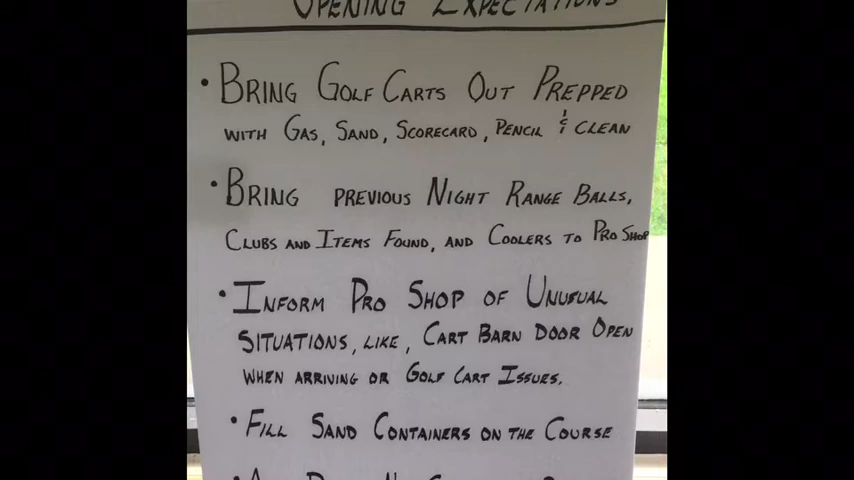 OPENING EXPECTATIONS
• BRING GOLF CARTS OUT PREPPED
WITH GAS, SAND, SCORECARD, PENCIL & CLEAN
• BRING PREVIOUS NIGHT RANGE BALLS,
CLUBS AND ITEMS FOUND, AND COOLERS TO PRO SHOP
• INFORM PRO SHOP OF UNUSUAL
SITUATIONS, LIKE, CART BARN DOOR OPEN
WHEN ARRIVING OR GOLF CART ISSUES.
• FILL SAND CONTAINERS ON THE COURSE